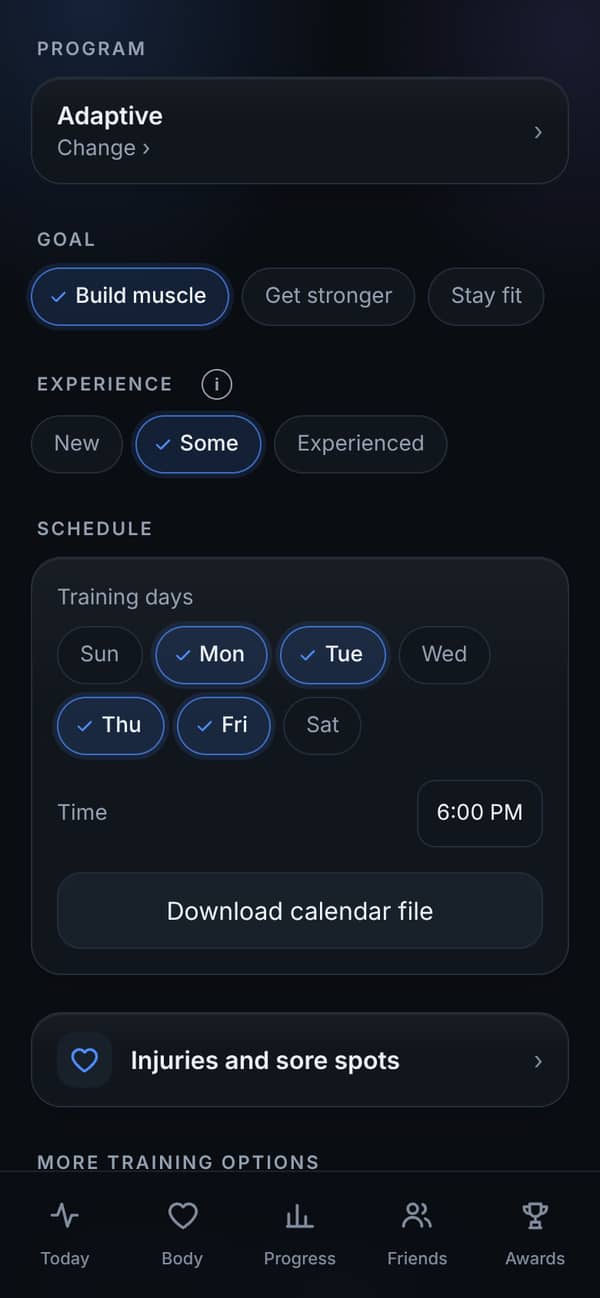 PROGRAM
Adaptive
Change ›
GOAL
Build muscle Get stronger Stay fit
EXPERIENCE i
New Some Experienced
SCHEDULE
Training days
Sun Mon Tue Wed
Thu Fri Sat
Time 6:00 PM
Download calendar file
Injuries and sore spots
MORE TRAINING OPTIONS
Today Body Progress Friends Awards